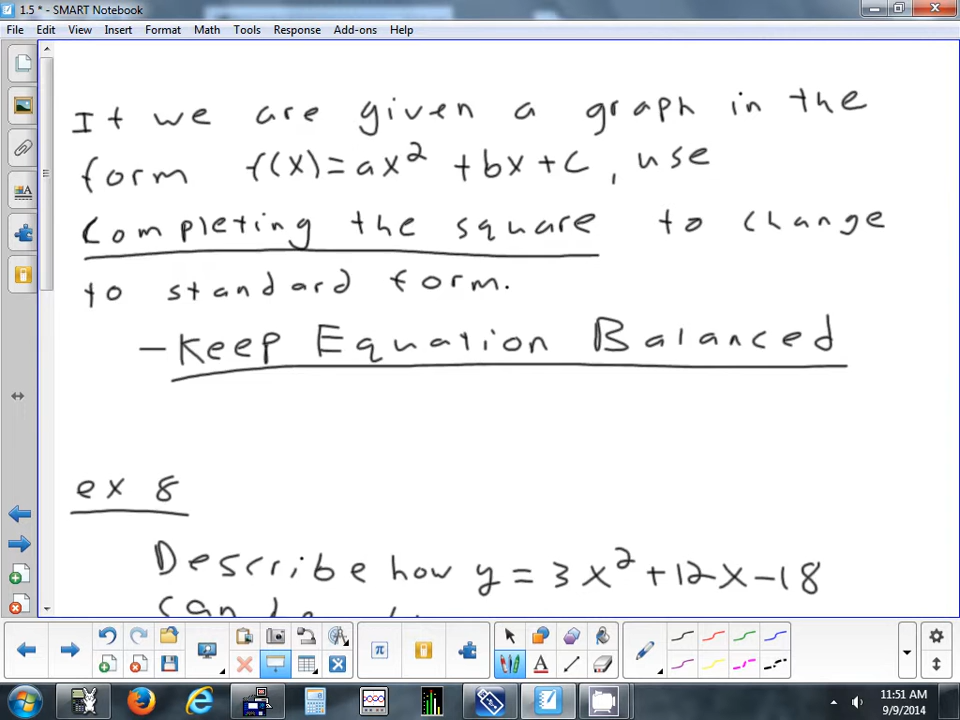 1.5 * - SMART Notebook
File Edit View Insert Format Math Tools Response Add-ons Help
If we are given a graph in the
form f(x)=ax² +bx+c, use
Completing the square to change
to standard form.
-Keep Equation Balanced
ex 8
Describe how y = 3x²+12x-18
can be
11:51 AM
9/9/2014